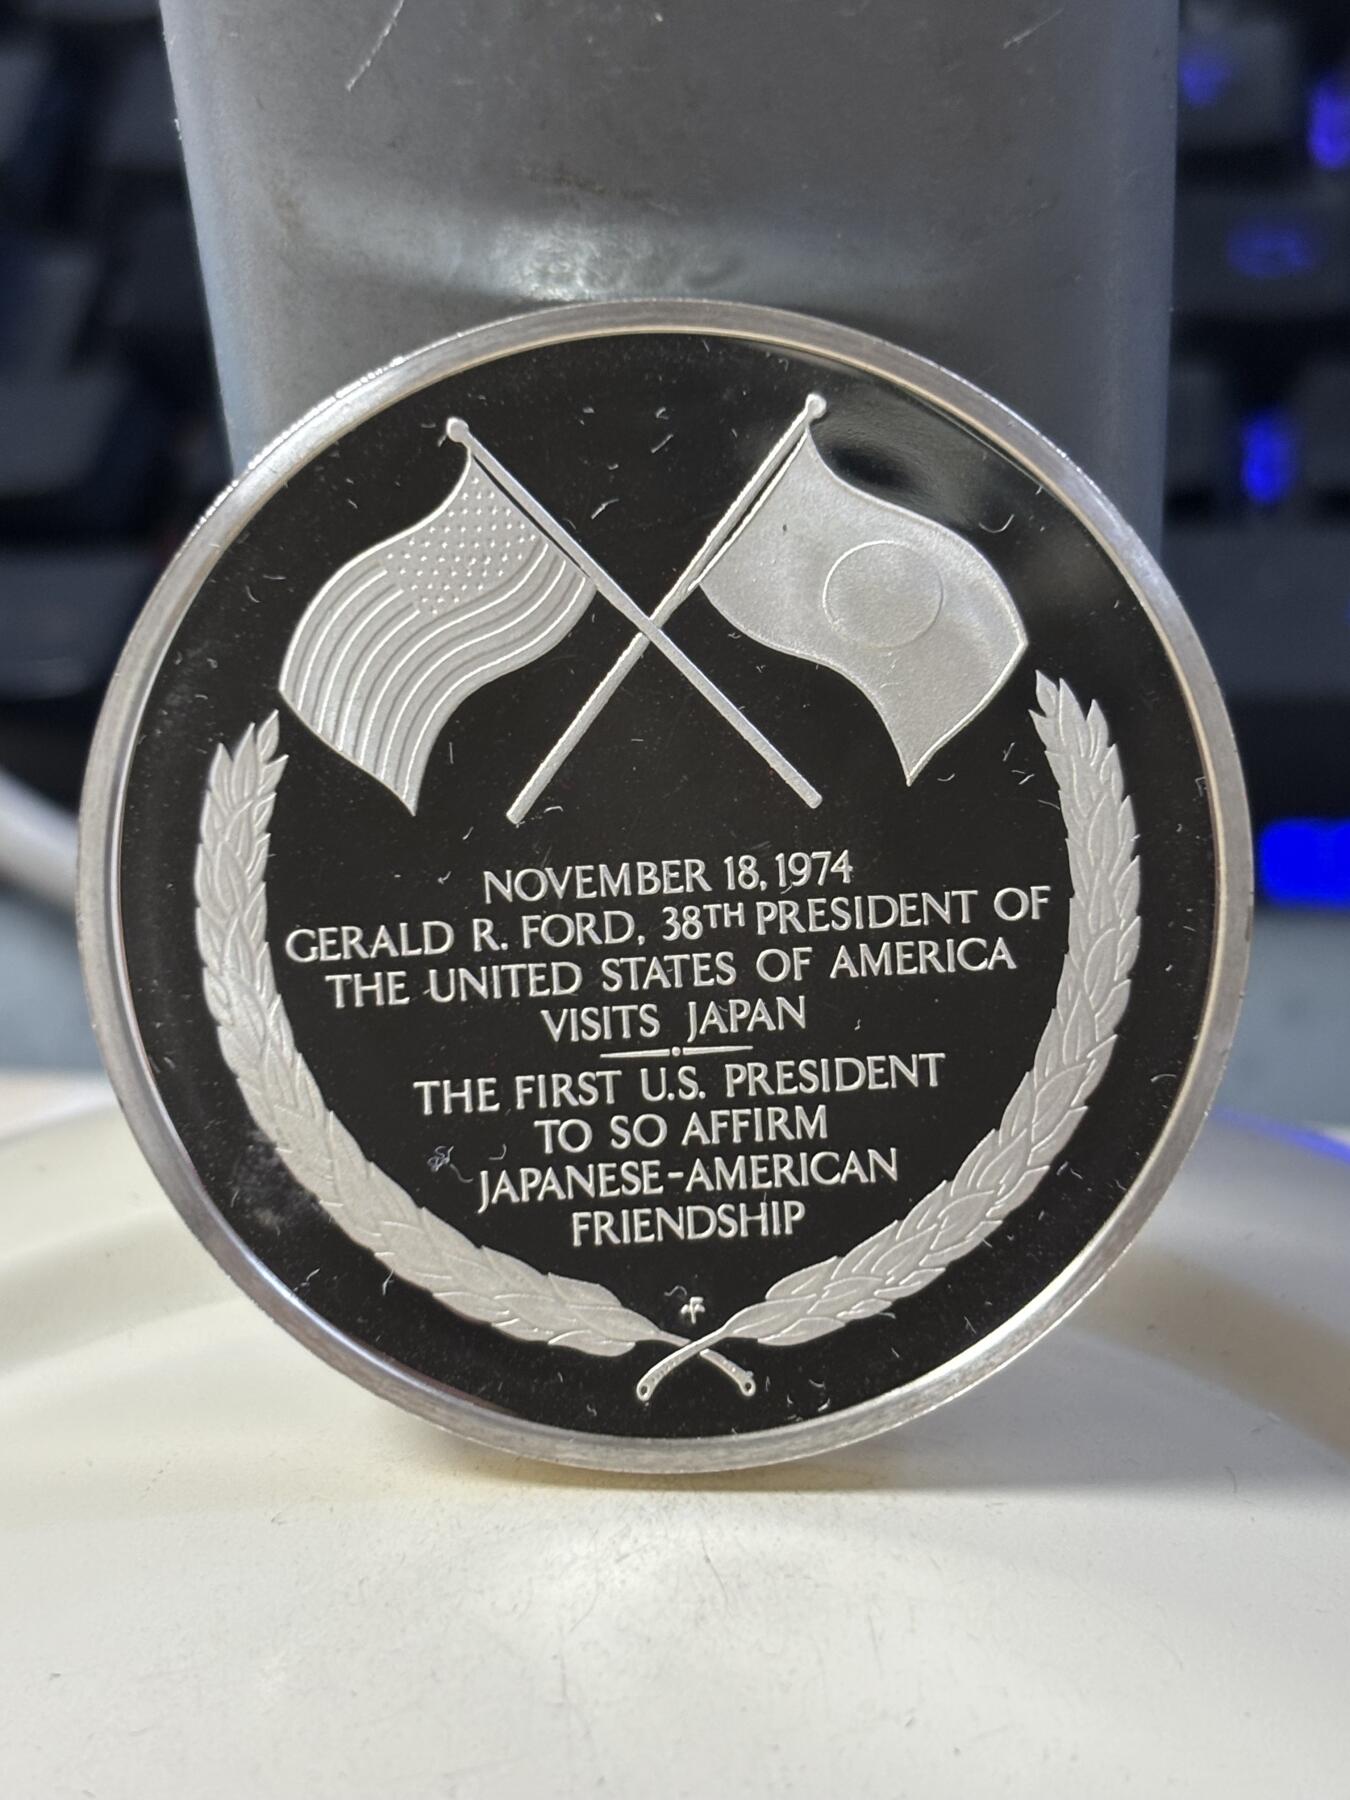 NOVEMBER 18, 1974
GERALD R. FORD, 38TH PRESIDENT OF
THE UNITED STATES OF AMERICA
VISITS JAPAN
THE FIRST U.S. PRESIDENT
TO SO AFFIRM
JAPANESE-AMERICAN
FRIENDSHIP